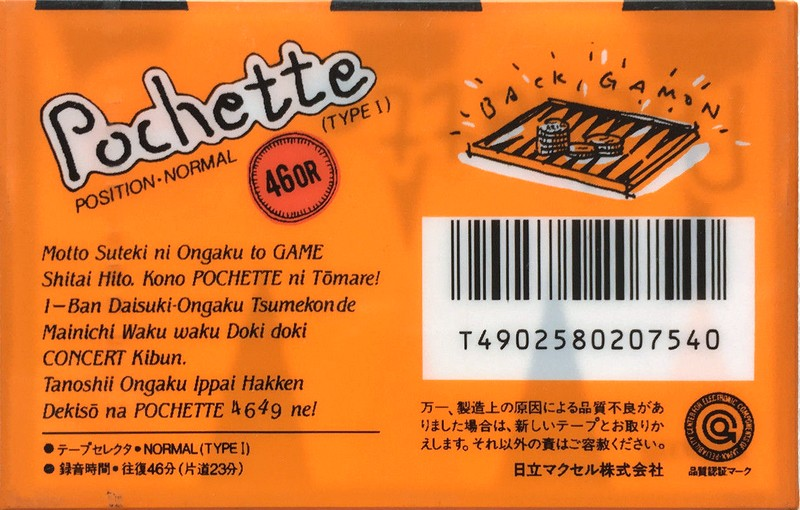 Pochette
(TYPE I)
POSITION•NORMAL
46OR
BACK GAMON
Motto Suteki ni Ongaku to GAME
Shitai Hito. Kono POCHETTE ni Tōmare!
1-Ban Daisuki-Ongaku Tsumekonde
Mainichi Waku waku Doki doki
CONCERT Kibun.
Tanoshii Ongaku Ippai Hakken
Dekisō na POCHETTE 4649 ne!
● テープセレクタ • NORMAL (TYPE I)
● 録音時間 • 往復46分(片道23分)
T4902580207540
万一、製造上の原因による品質不良があ
りました場合は、新しいテープとお取りか
えします。それ以外の責はご容赦ください。
日立マクセル株式会社
RELIABILITY CENTER FOR ELECTRONIC COMPONENTS OF JAPAN
品質認証マーク